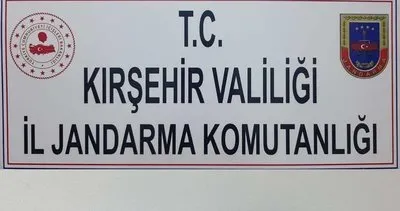 T.C.
KIRŞEHİR VALİLİĞİ
İL JANDARMA KOMUTANLIĞI